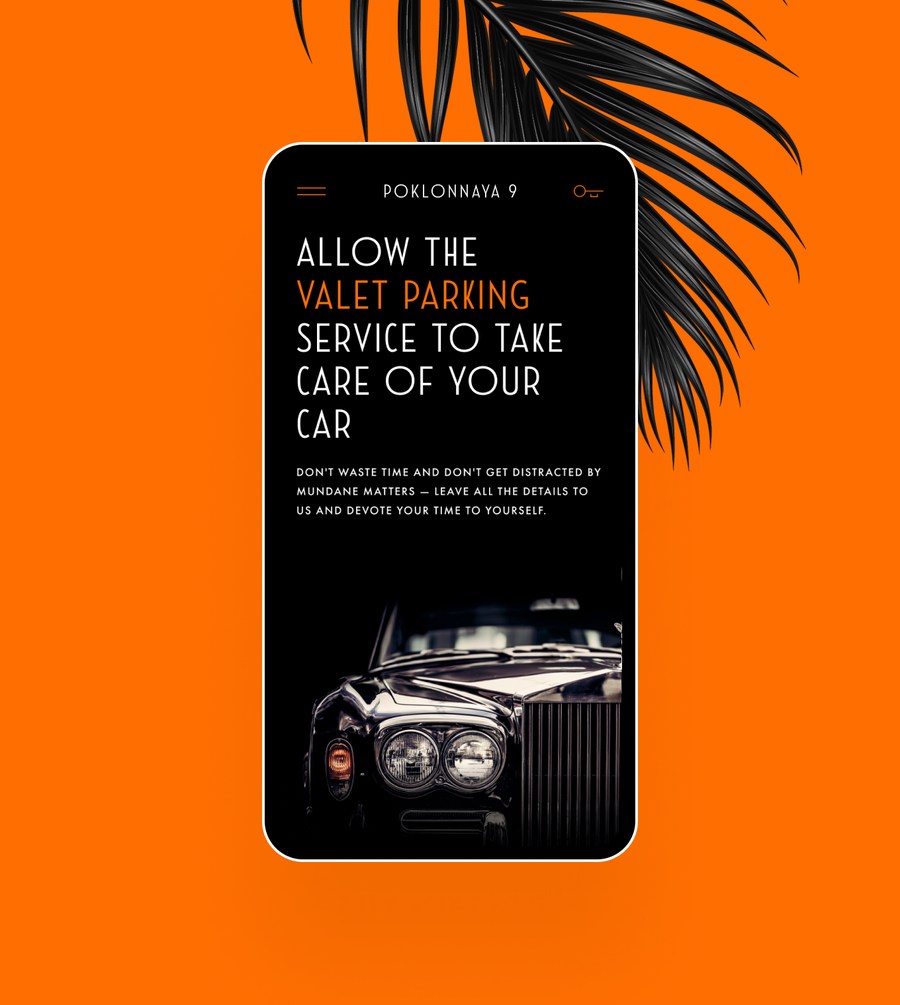 POKLONNAYA 9
ALLOW THE
VALET PARKING
SERVICE TO TAKE
CARE OF YOUR
CAR
DON'T WASTE TIME AND DON'T GET DISTRACTED BY
MUNDANE MATTERS — LEAVE ALL THE DETAILS TO
US AND DEVOTE YOUR TIME TO YOURSELF.